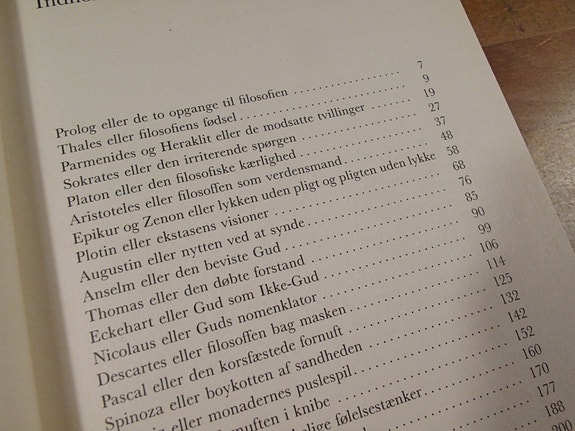 Prolog eller de to opgange til filosofien . . . . . . . . . . . . . . 7
Thales eller filosofiens fødsel . . . . . . . . . . . . . . . . . . . . . 9
Parmenides og Heraklit eller de modsatte tvillinger . . . . . . 19
Sokrates eller den irriterende spørgen . . . . . . . . . . . . . . . 27
Platon eller den filosofiske kærlighed . . . . . . . . . . . . . . . 37
Aristoteles eller filosoffen som verdensmand . . . . . . . . . . 48
Epikur og Zenon eller lykken uden pligt og pligten uden lykke 58
Plotin eller ekstasens visioner . . . . . . . . . . . . . . . . . . . . 68
Augustin eller nytten ved at synde . . . . . . . . . . . . . . . . . 76
Anselm eller den beviste Gud . . . . . . . . . . . . . . . . . . . . 85
Thomas eller den døbte forstand . . . . . . . . . . . . . . . . . . 90
Eckehart eller Gud som Ikke-Gud . . . . . . . . . . . . . . . . . 99
Nicolaus eller Guds nomenklator . . . . . . . . . . . . . . . . . . 106
Descartes eller filosoffen bag masken . . . . . . . . . . . . . . . 114
Pascal eller den korsfæstede fornuft . . . . . . . . . . . . . . . . 125
Spinoza eller boykotten af sandheden . . . . . . . . . . . . . . . 132
eller monadernes puslespil . . . . . . . . . . . . . . . . . . . . . . 142
i knibe . . . . . . . . . . . . . . . . . . . . . . . . . . . . . . . . . . 152
følelsestænker . . . . . . . . . . . . . . . . . . . . . . . . . . . . . 160
170
177
188
200